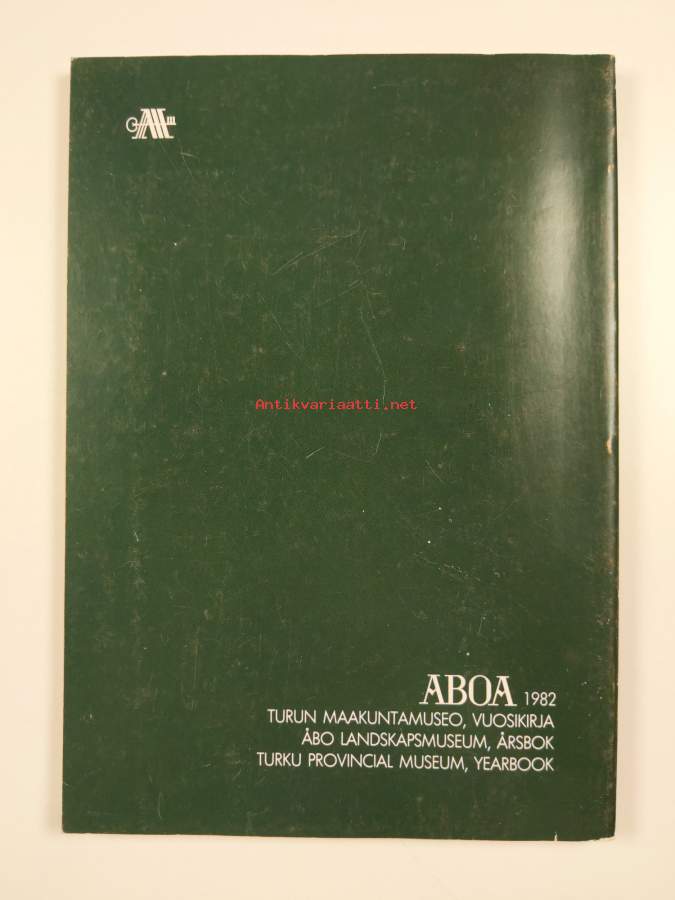 Antikvariaatti.net
ABOA 1982
TURUN MAAKUNTAMUSEO, VUOSIKIRJA
ÅBO LANDSKAPSMUSEUM, ÅRSBOK
TURKU PROVINCIAL MUSEUM, YEARBOOK